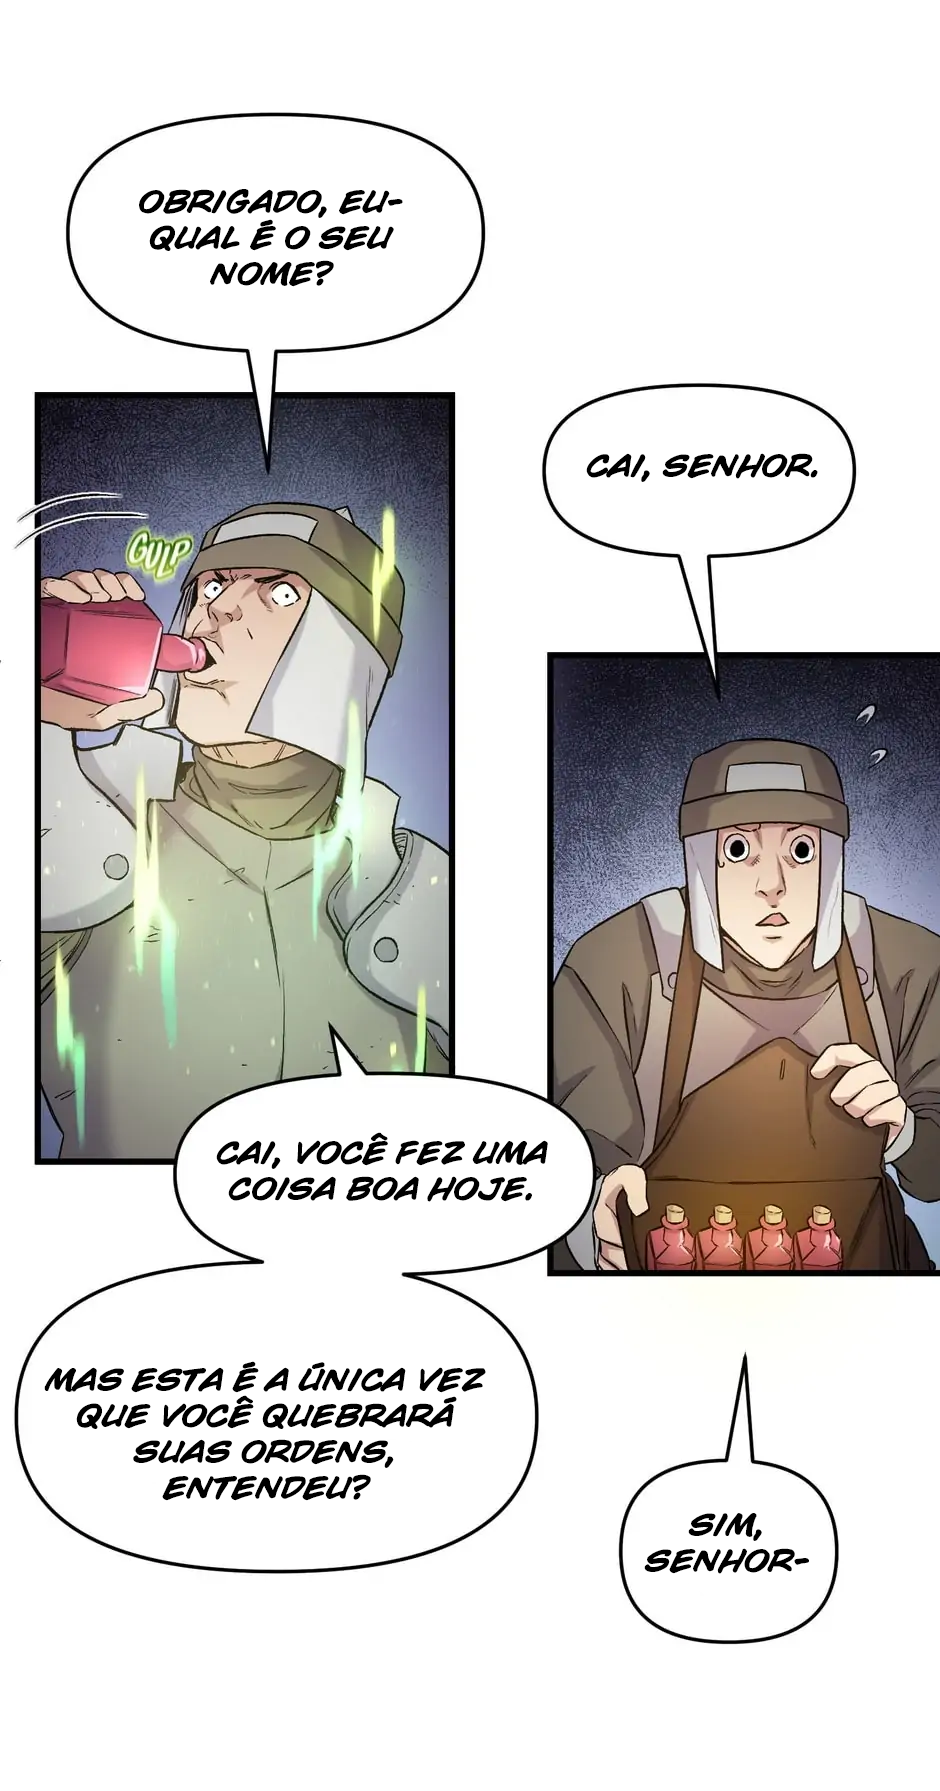 OBRIGADO, EU-
QUAL É O SEU
NOME?
GULP
CAI, SENHOR.
CAI, VOCÊ FEZ UMA
COISA BOA HOJE.
MAS ESTA É A ÚNICA VEZ
QUE VOCÊ QUEBRARÁ
SUAS ORDENS,
ENTENDEU?
SIM,
SENHOR-